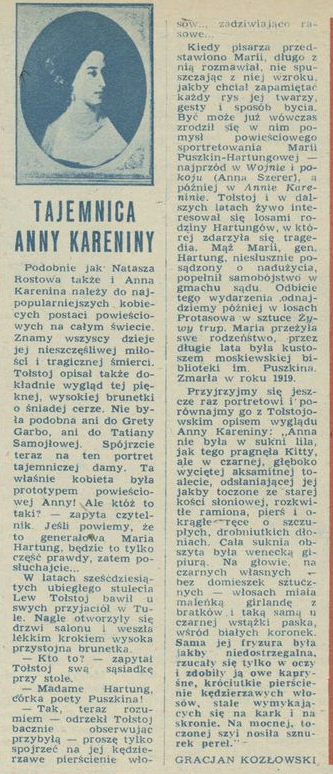 TAJEMNICA
ANNY KARENINY
Podobnie jak Natasza
Rostowa także i Anna
Karenina należy do naj-
popularniejszych kobie-
cych postaci powieścio-
wych na całym świecie.
Znamy wszyscy dzieje
jej nieszczęśliwej miło-
ści i tragicznej śmierci.
Tołstoj opisał także do-
kładnie wygląd tej pię-
knej, wysokiej brunetki
o śniadej cerze. Nie by-
ła podobna ani do Grety
Garbo, ani do Tatiany
Samojłowej. Spójrzcie
teraz na ten portret
tajemniczej damy. Ta
właśnie kobieta była
prototypem powieścio-
wej Anny! Ale któż to
taki? — zapyta czytel-
nik. Jeśli powiemy, że
to generałowa Maria
Hartung, będzie to tylko
część prawdy, zatem po-
słuchajcie...
W latach sześćdziesią-
tych ubiegłego stulecia
Lew Tołstoj bawił u
swych przyjaciół w Tu-
le. Nagle otworzyły się
drzwi salonu i weszła
lekkim krokiem wysoka
przystojna brunetka.
— Kto to? — zapytał
Tołstoj swą sąsiadkę
przy stole.
— Madame Hartung,
córka poety Puszkina!
— Tak, teraz rozu-
miem — odrzekł Tołstoj
bacznie obserwując
przybyłą — proszę tylko
spojrzeć na jej kędzie-
rzawe pierścienie wło-
sów... zadziwiająco ra-
sowe...
Kiedy pisarza przed-
stawiono Marii, długo z
nią rozmawiał, nie spu-
szczając z niej wzroku,
jakby chciał zapamiętać
każdy rys jej twarzy,
gesty i sposób bycia.
Być może już wówczas
zrodził się w nim po-
mysł powieściowego
sportretowania Marii
Puszkin-Hartungowej —
najprzód w Wojnie i po-
koju (Anna Szerer), a
później w Annie Kare-
ninie. Tołstoj i w dal-
szych latach żywo inte-
resował się losami ro-
dziny Hartungów, w któ-
rej zdarzyła się trage-
dia. Mąż Marii, gen.
Hartung, niesłusznie po-
sądzony o nadużycia,
popełnił samobójstwo w
gmachu sądu. Odbicie
tego wydarzenia odnaj-
dziemy później w losach
Protasowa w sztuce Ży-
wy trup. Maria przeżyła
swe rodzeństwo, przez
długie lata była kusto-
szem moskiewskiej bi-
blioteki im. Puszkina.
Zmarła w roku 1919.
Przyjrzyjmy się jesz-
cze raz portretowi i po-
równajmy go z Tołstojo-
wskim opisem wyglądu
Anny Kareniny: „Anna
nie była w sukni lila,
jak tego pragnęła Kitty,
ale w czarnej, głęboko
wyciętej aksamitnej to-
alecie, odsłaniającej jej
jakby toczone ze starej
kości słoniowej, rozkwi-
tłe ramiona, pierś i o-
krągłe ręce o szczu-
płych, drobniutkich dło-
niach. Cała suknia ob-
szyta była wenecką gi-
piurą. Na głowie, na
czarnych własnych —
bez domieszek sztucz-
nych — włosach miała
maleńką girlandę z
bratków i taką samą u
czarnej wstążki paska,
wśród białych koronek.
Sama jej fryzura była
jakby niedostrzegalna,
rzucały się tylko w oczy
i zdobiły ją owe kapry-
śne, króciutkie pierście-
nie kędzierzawych wło-
sów, stale wymykają-
cych się na kark i na
skronie. Na mocnej, to-
czonej szyi nosiła sznu-
rek pereł."
GRACJAN KOZŁOWSKI